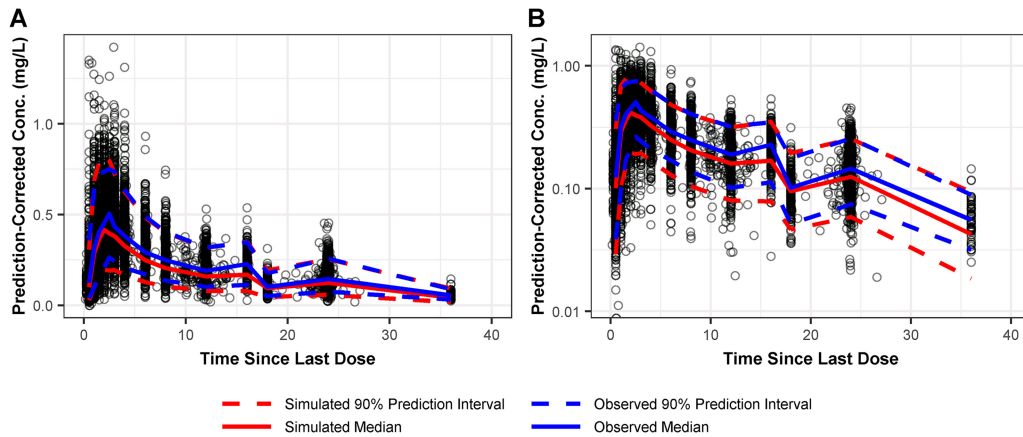 A
B
Prediction-Corrected Conc. (mg/L)
1.0
0.5
0.0
0
10
20
30
40
Time Since Last Dose
Prediction-Corrected Conc. (mg/L)
1.00
0.10
0.01
0
10
20
30
40
Time Since Last Dose
Simulated 90% Prediction Interval
Observed 90% Prediction Interval
Simulated Median
Observed Median